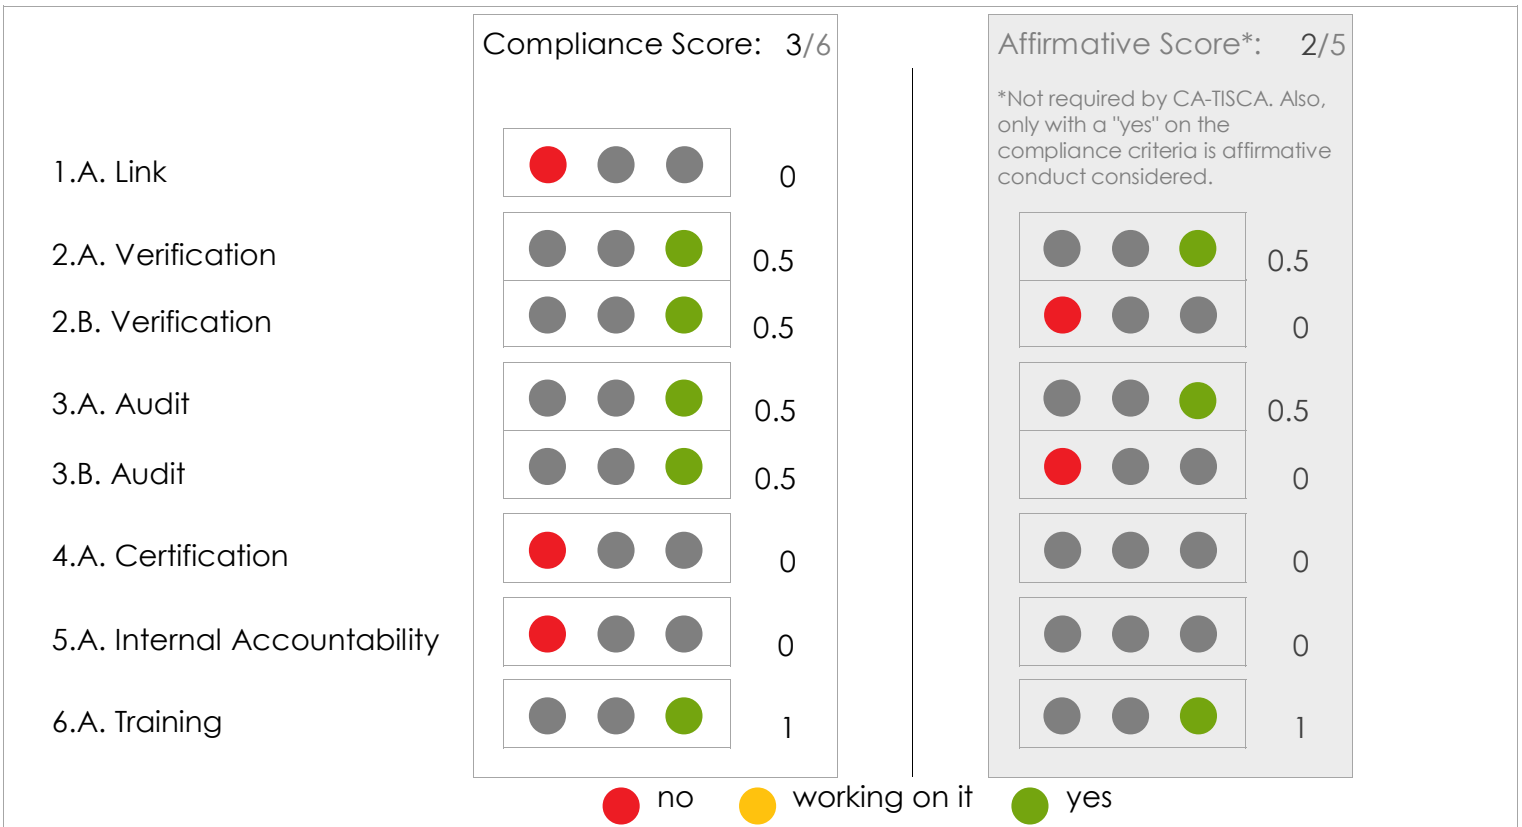 Compliance Score: 3/6
Affirmative Score*: 2/5
*Not required by CA-TISCA. Also,
only with a "yes" on the
compliance criteria is affirmative
conduct considered.
1.A. Link 0
2.A. Verification 0.5 0.5
2.B. Verification 0.5 0
3.A. Audit 0.5 0.5
3.B. Audit 0.5 0
4.A. Certification 0 0
5.A. Internal Accountability 0 0
6.A. Training 1 1
no working on it yes